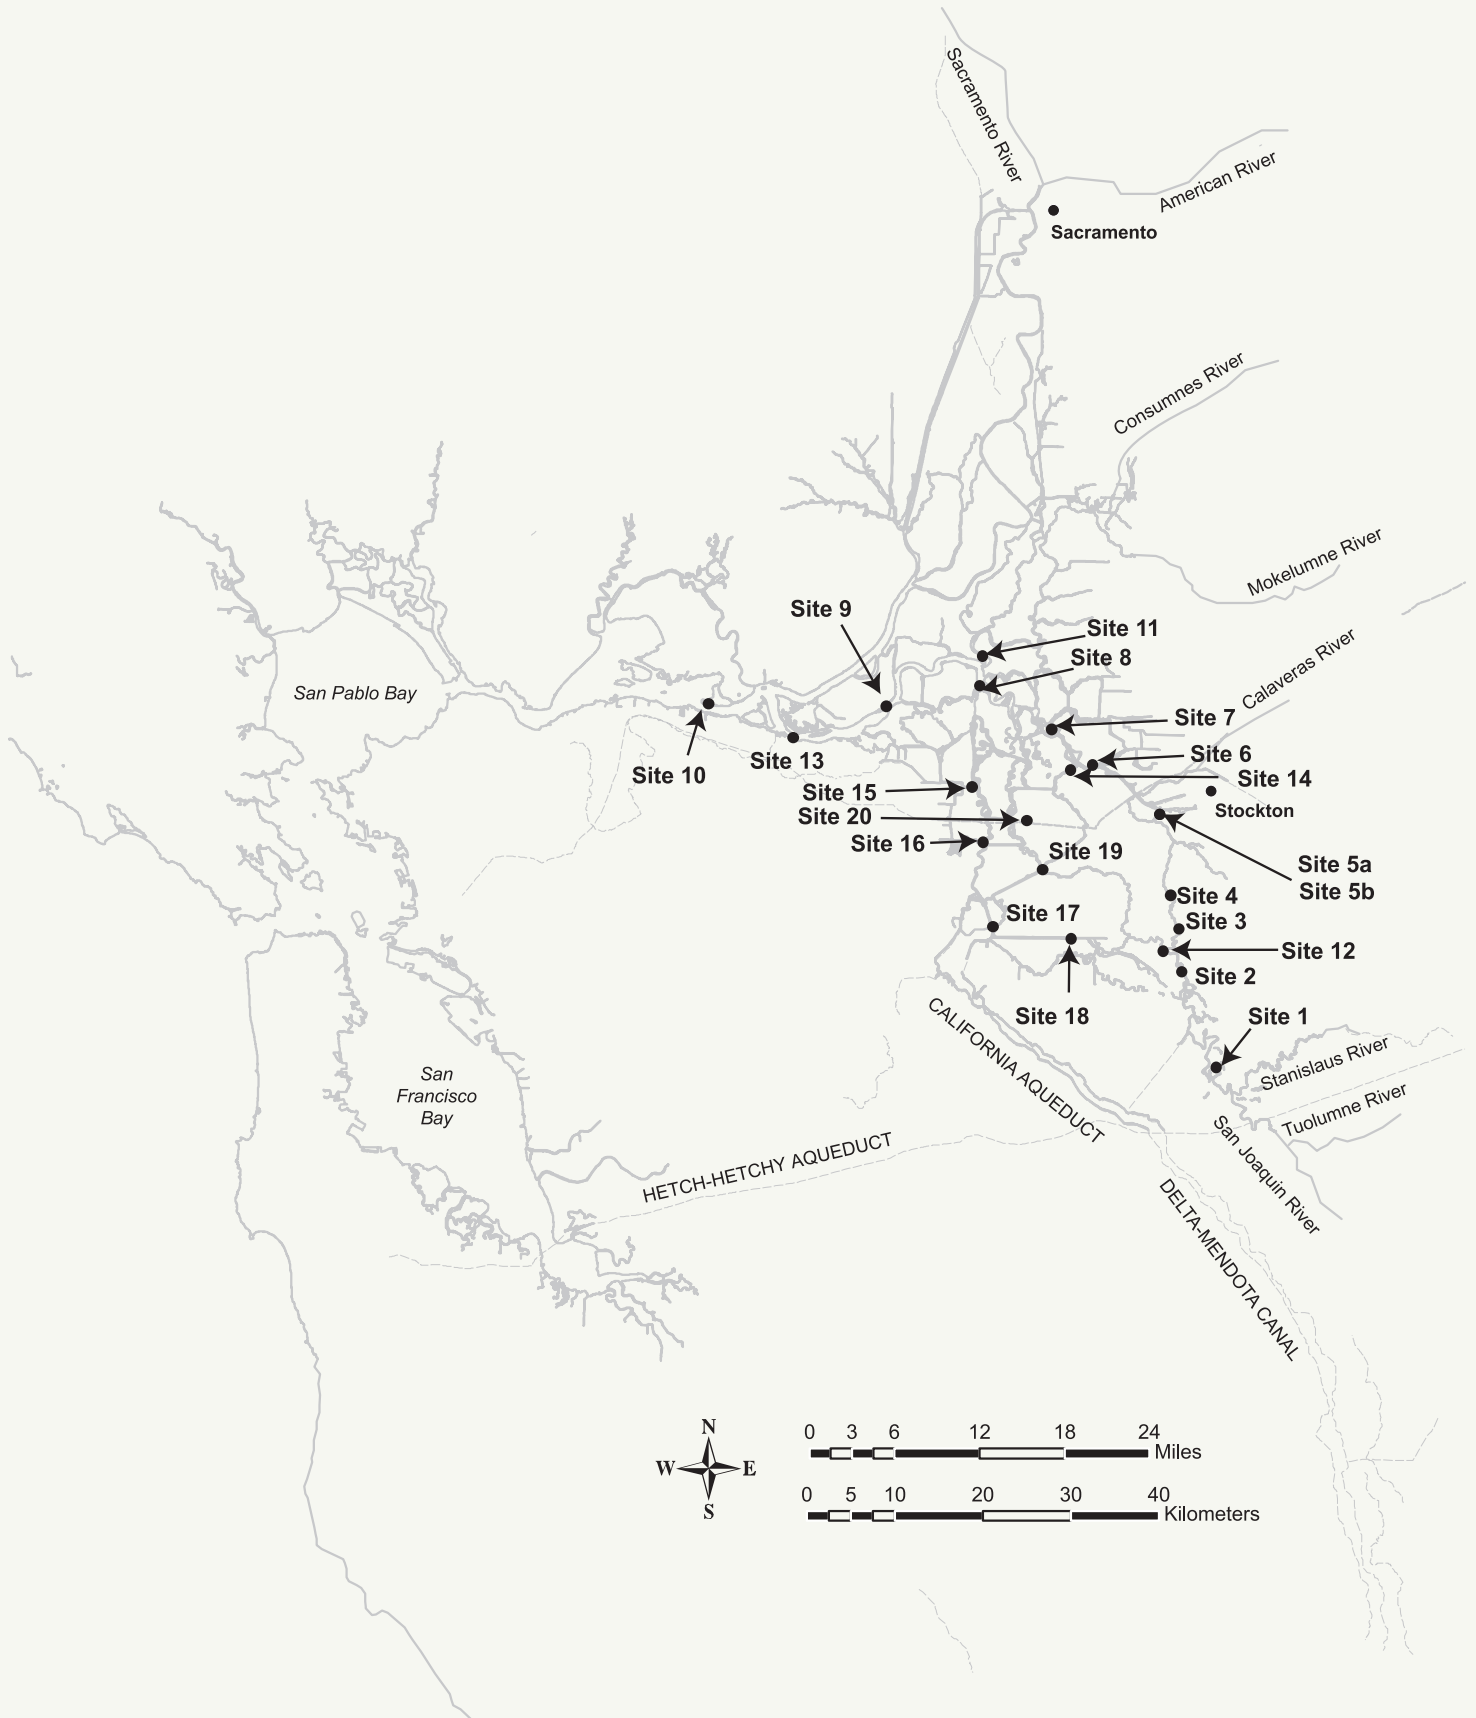 Sacramento River
American River
Sacramento
Consumnes River
Mokelumne River
Site 9
Site 11
Calaveras River
Site 8
San Pablo Bay
Site 7
Site 6
Site 13
Site 10
Site 14
Site 15
Stockton
Site 20
Site 16
Site 19
Site 5a
Site 5b
Site 4
Site 17
Site 3
Site 12
Site 2
Site 18
Site 1
CALIFORNIA AQUEDUCT
Stanislaus River
San
Francisco
Bay
Tuolumne River
HETCH-HETCHY AQUEDUCT
San Joaquin River
DELTA-MENDOTA CANAL
N
W E
S
0 3 6 12 18 24
Miles
0 5 10 20 30 40
Kilometers